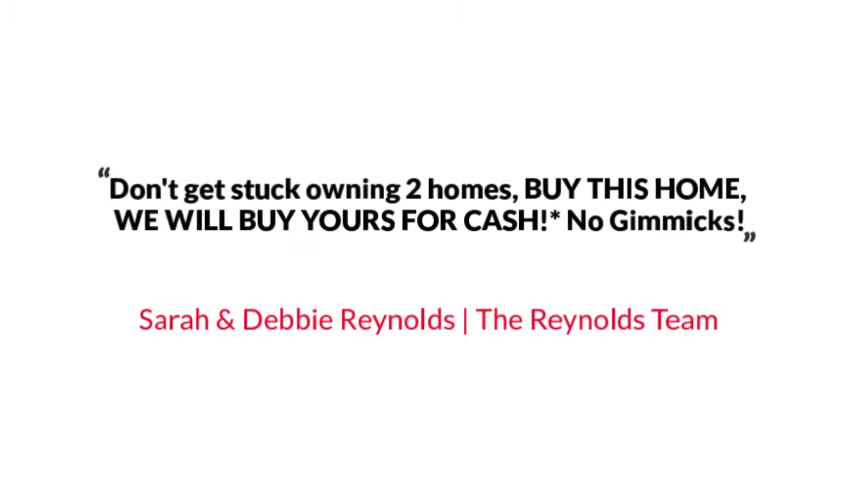 “Don't get stuck owning 2 homes, BUY THIS HOME,
WE WILL BUY YOURS FOR CASH!* No Gimmicks!”
Sarah & Debbie Reynolds | The Reynolds Team